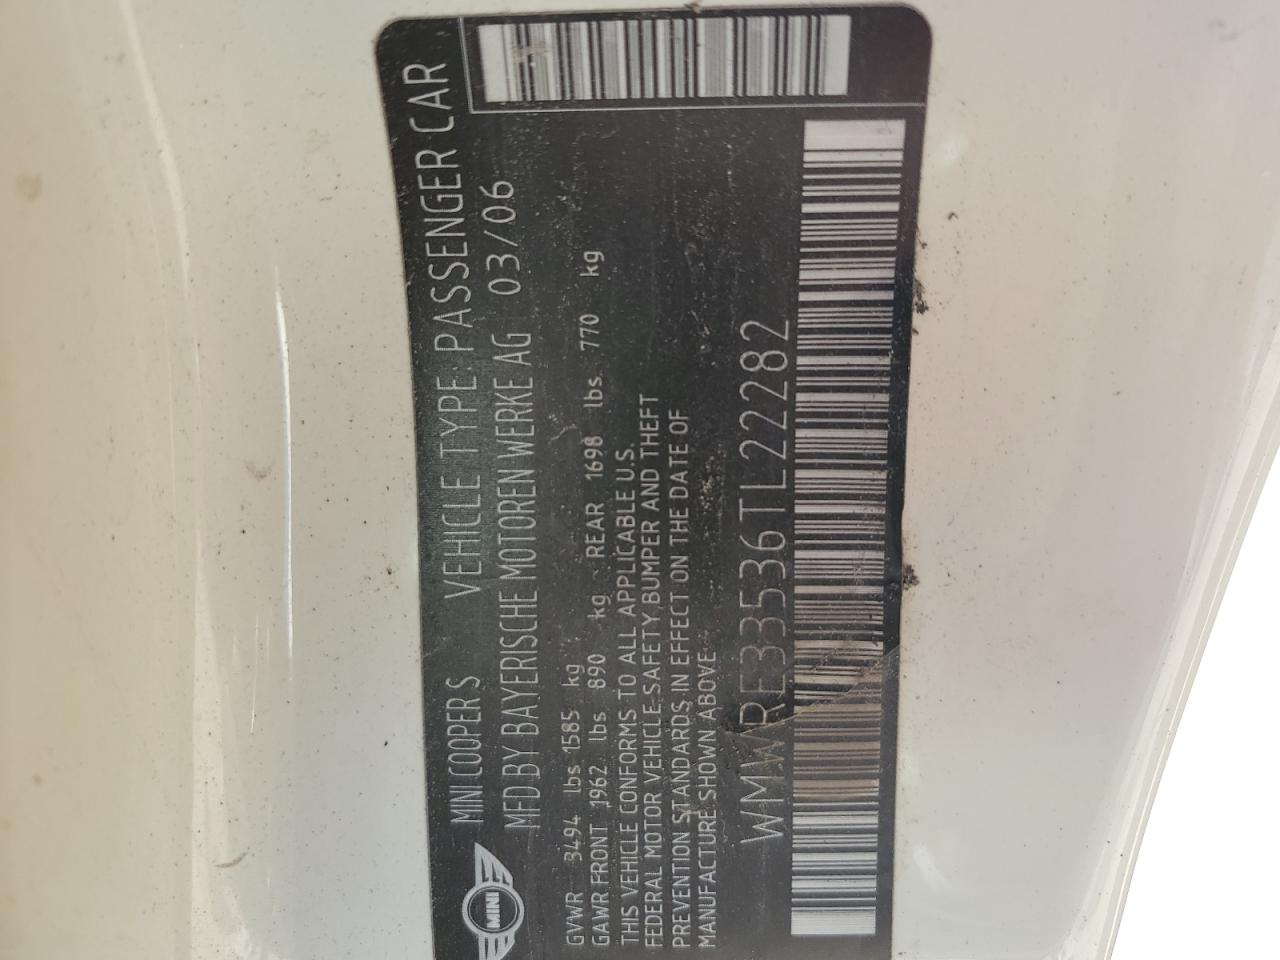 MINI
MINI COOPER S VEHICLE TYPE: PASSENGER CAR
MFD.BY BAYERISCHE MOTOREN WERKE AG 03/06
GVWR 3494 lbs 1585 kg
GAWR FRONT 1962 lbs 890 kg REAR 1698 lbs 770 kg
THIS VEHICLE CONFORMS TO ALL APPLICABLE U.S.
FEDERAL MOTOR VEHICLE SAFETY, BUMPER AND THEFT
PREVENTION STANDARDS IN EFFECT ON THE DATE OF
MANUFACTURE SHOWN ABOVE
WMWRE33536TL22282